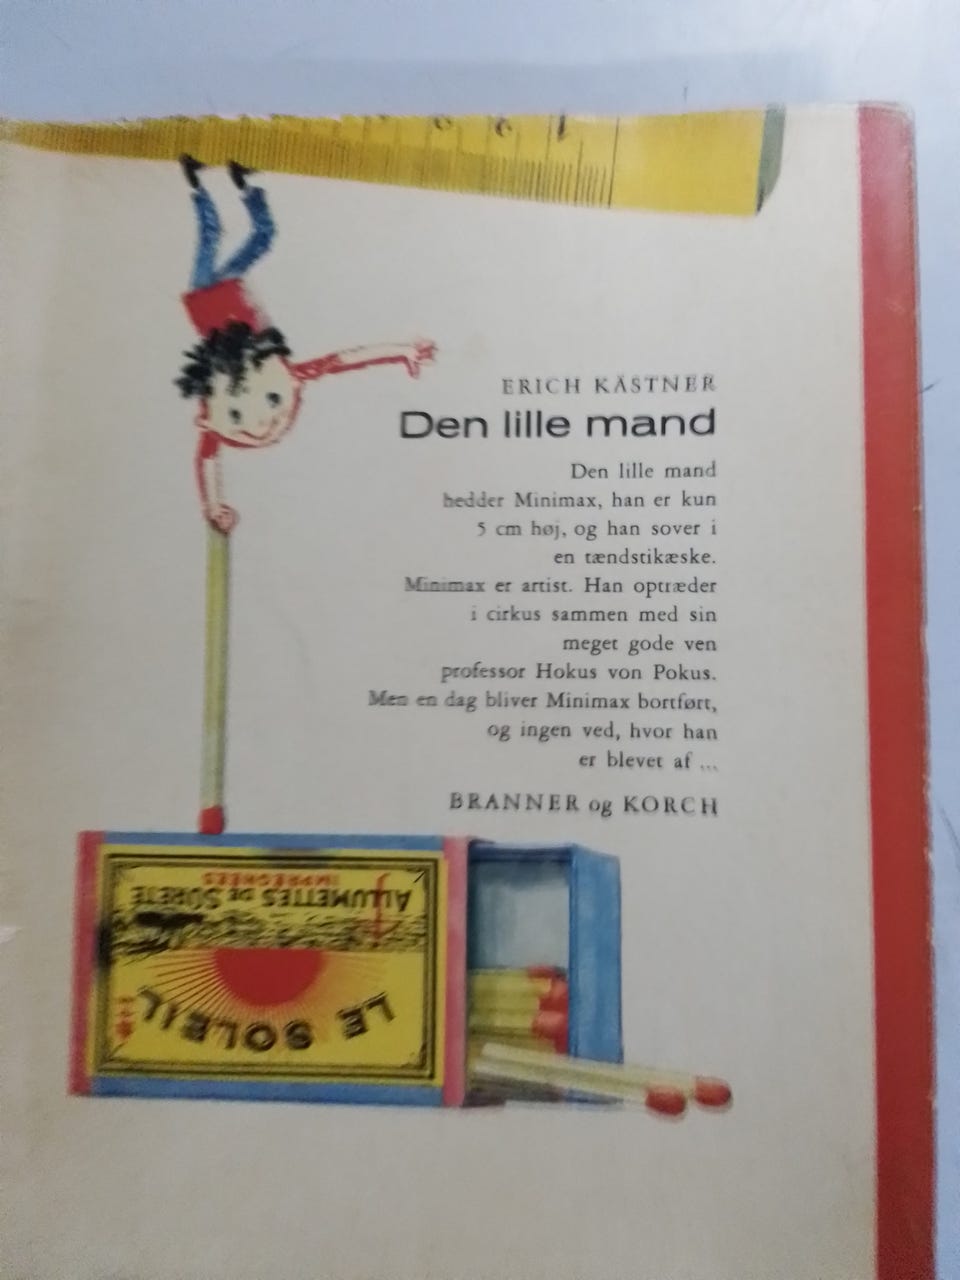 1
ERICH KÄSTNER
Den lille mand
Den lille mand
hedder Minimax, han er kun
5 cm høj, og han sover i
en tændstikæske.
Minimax er artist. Han optræder
i cirkus sammen med sin
meget gode ven
professor Hokus von Pokus.
Men en dag bliver Minimax bortført,
og ingen ved, hvor han
er blevet af ...
BRANNER og KORCH
LE SOLEIL
ALLUMETTES DE SÛRETÉ
IMPRÉGNÉES